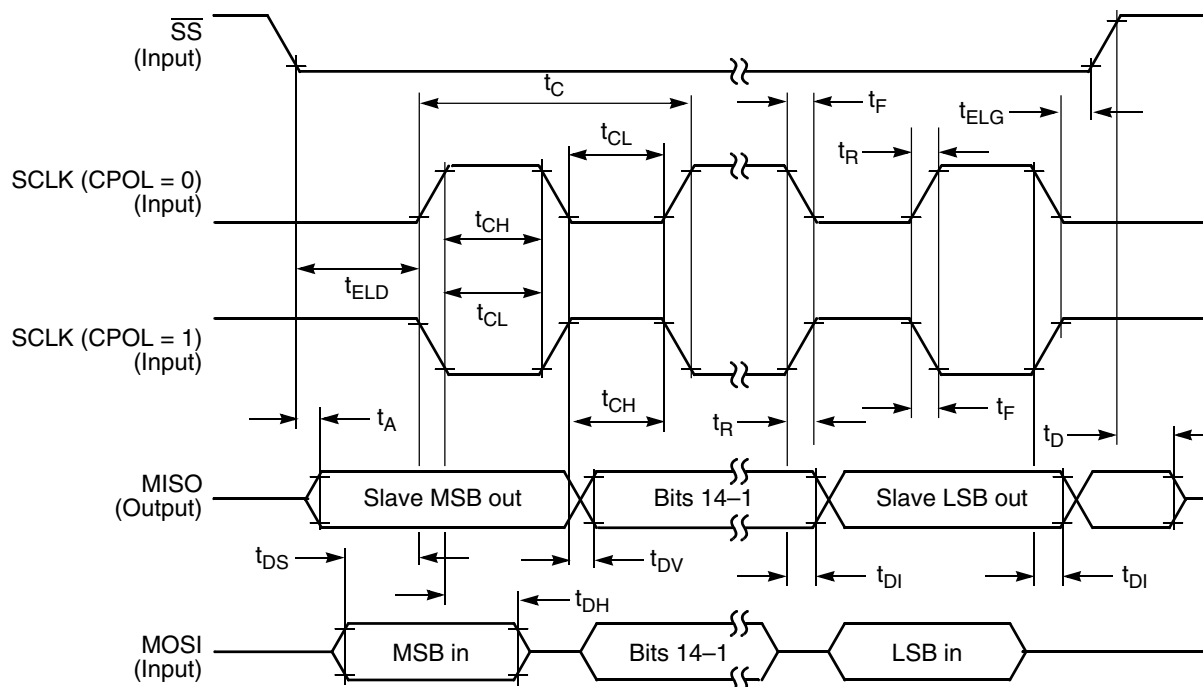 SS
(Input)
tC
tF
tELG
tCL
tR
SCLK (CPOL = 0)
(Input)
tCH
tELD
tCL
SCLK (CPOL = 1)
(Input)
tA
tCH
tR
tF
tD
MISO
(Output)
Slave MSB out
Bits 14–1
Slave LSB out
tDS
tDV
tDI
tDI
tDH
MOSI
(Input)
MSB in
Bits 14–1
LSB in